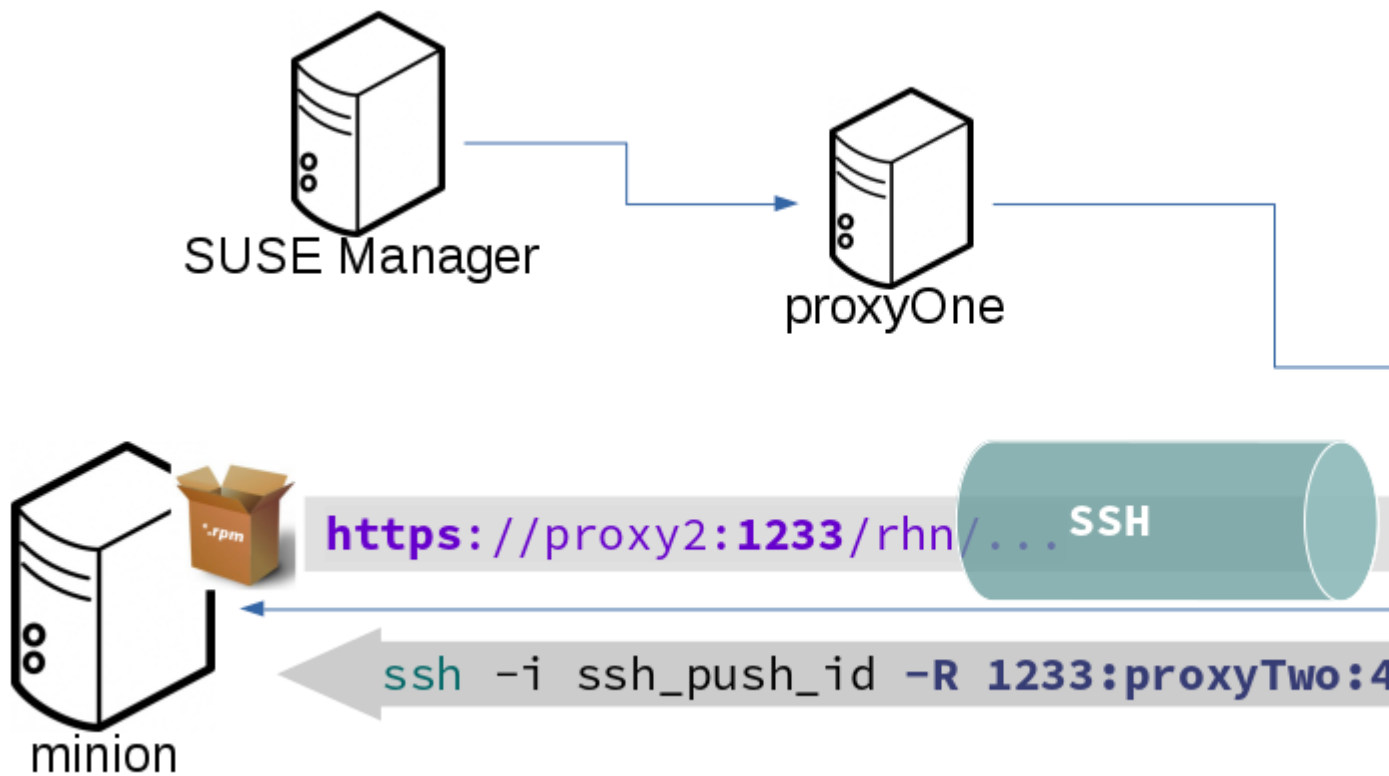 SUSE Manager
proxyOne
*.rpm
https://proxy2:1233/rhn/...
SSH
ssh -i ssh_push_id -R 1233:proxyTwo:4
minion